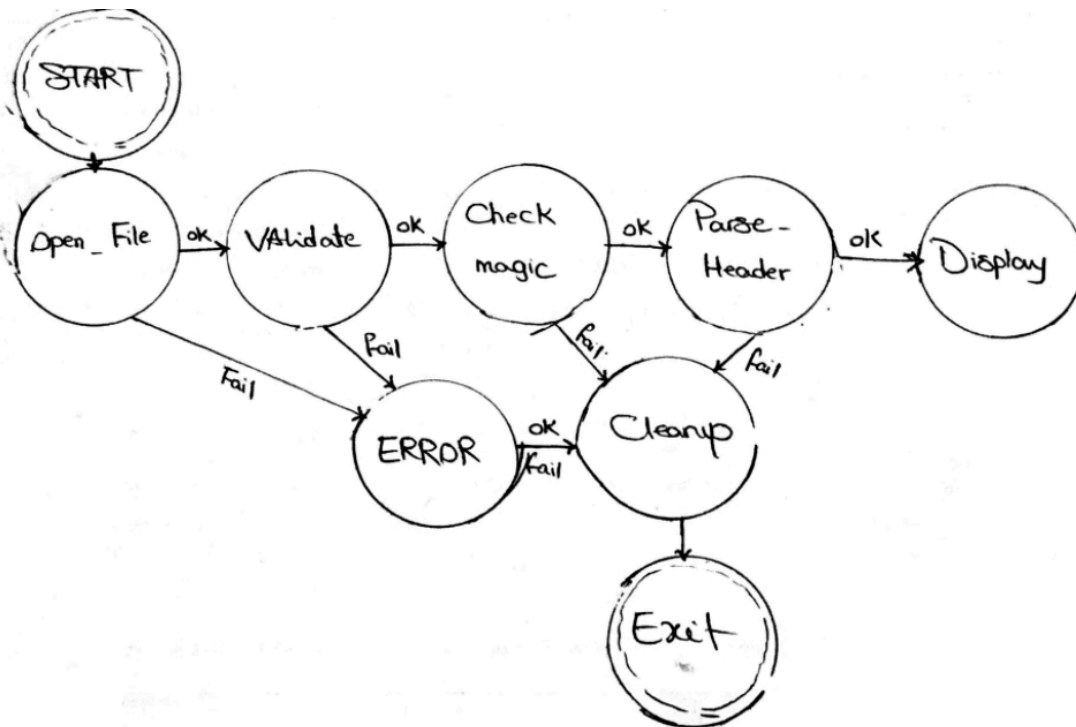 START
Open_File
OK
VAlidate
OK
Check
magic
OK
Parse_
Header
OK
Display
Fail
Fail
Fail
Fail
ERROR
OK
Fail
Cleanup
Exit